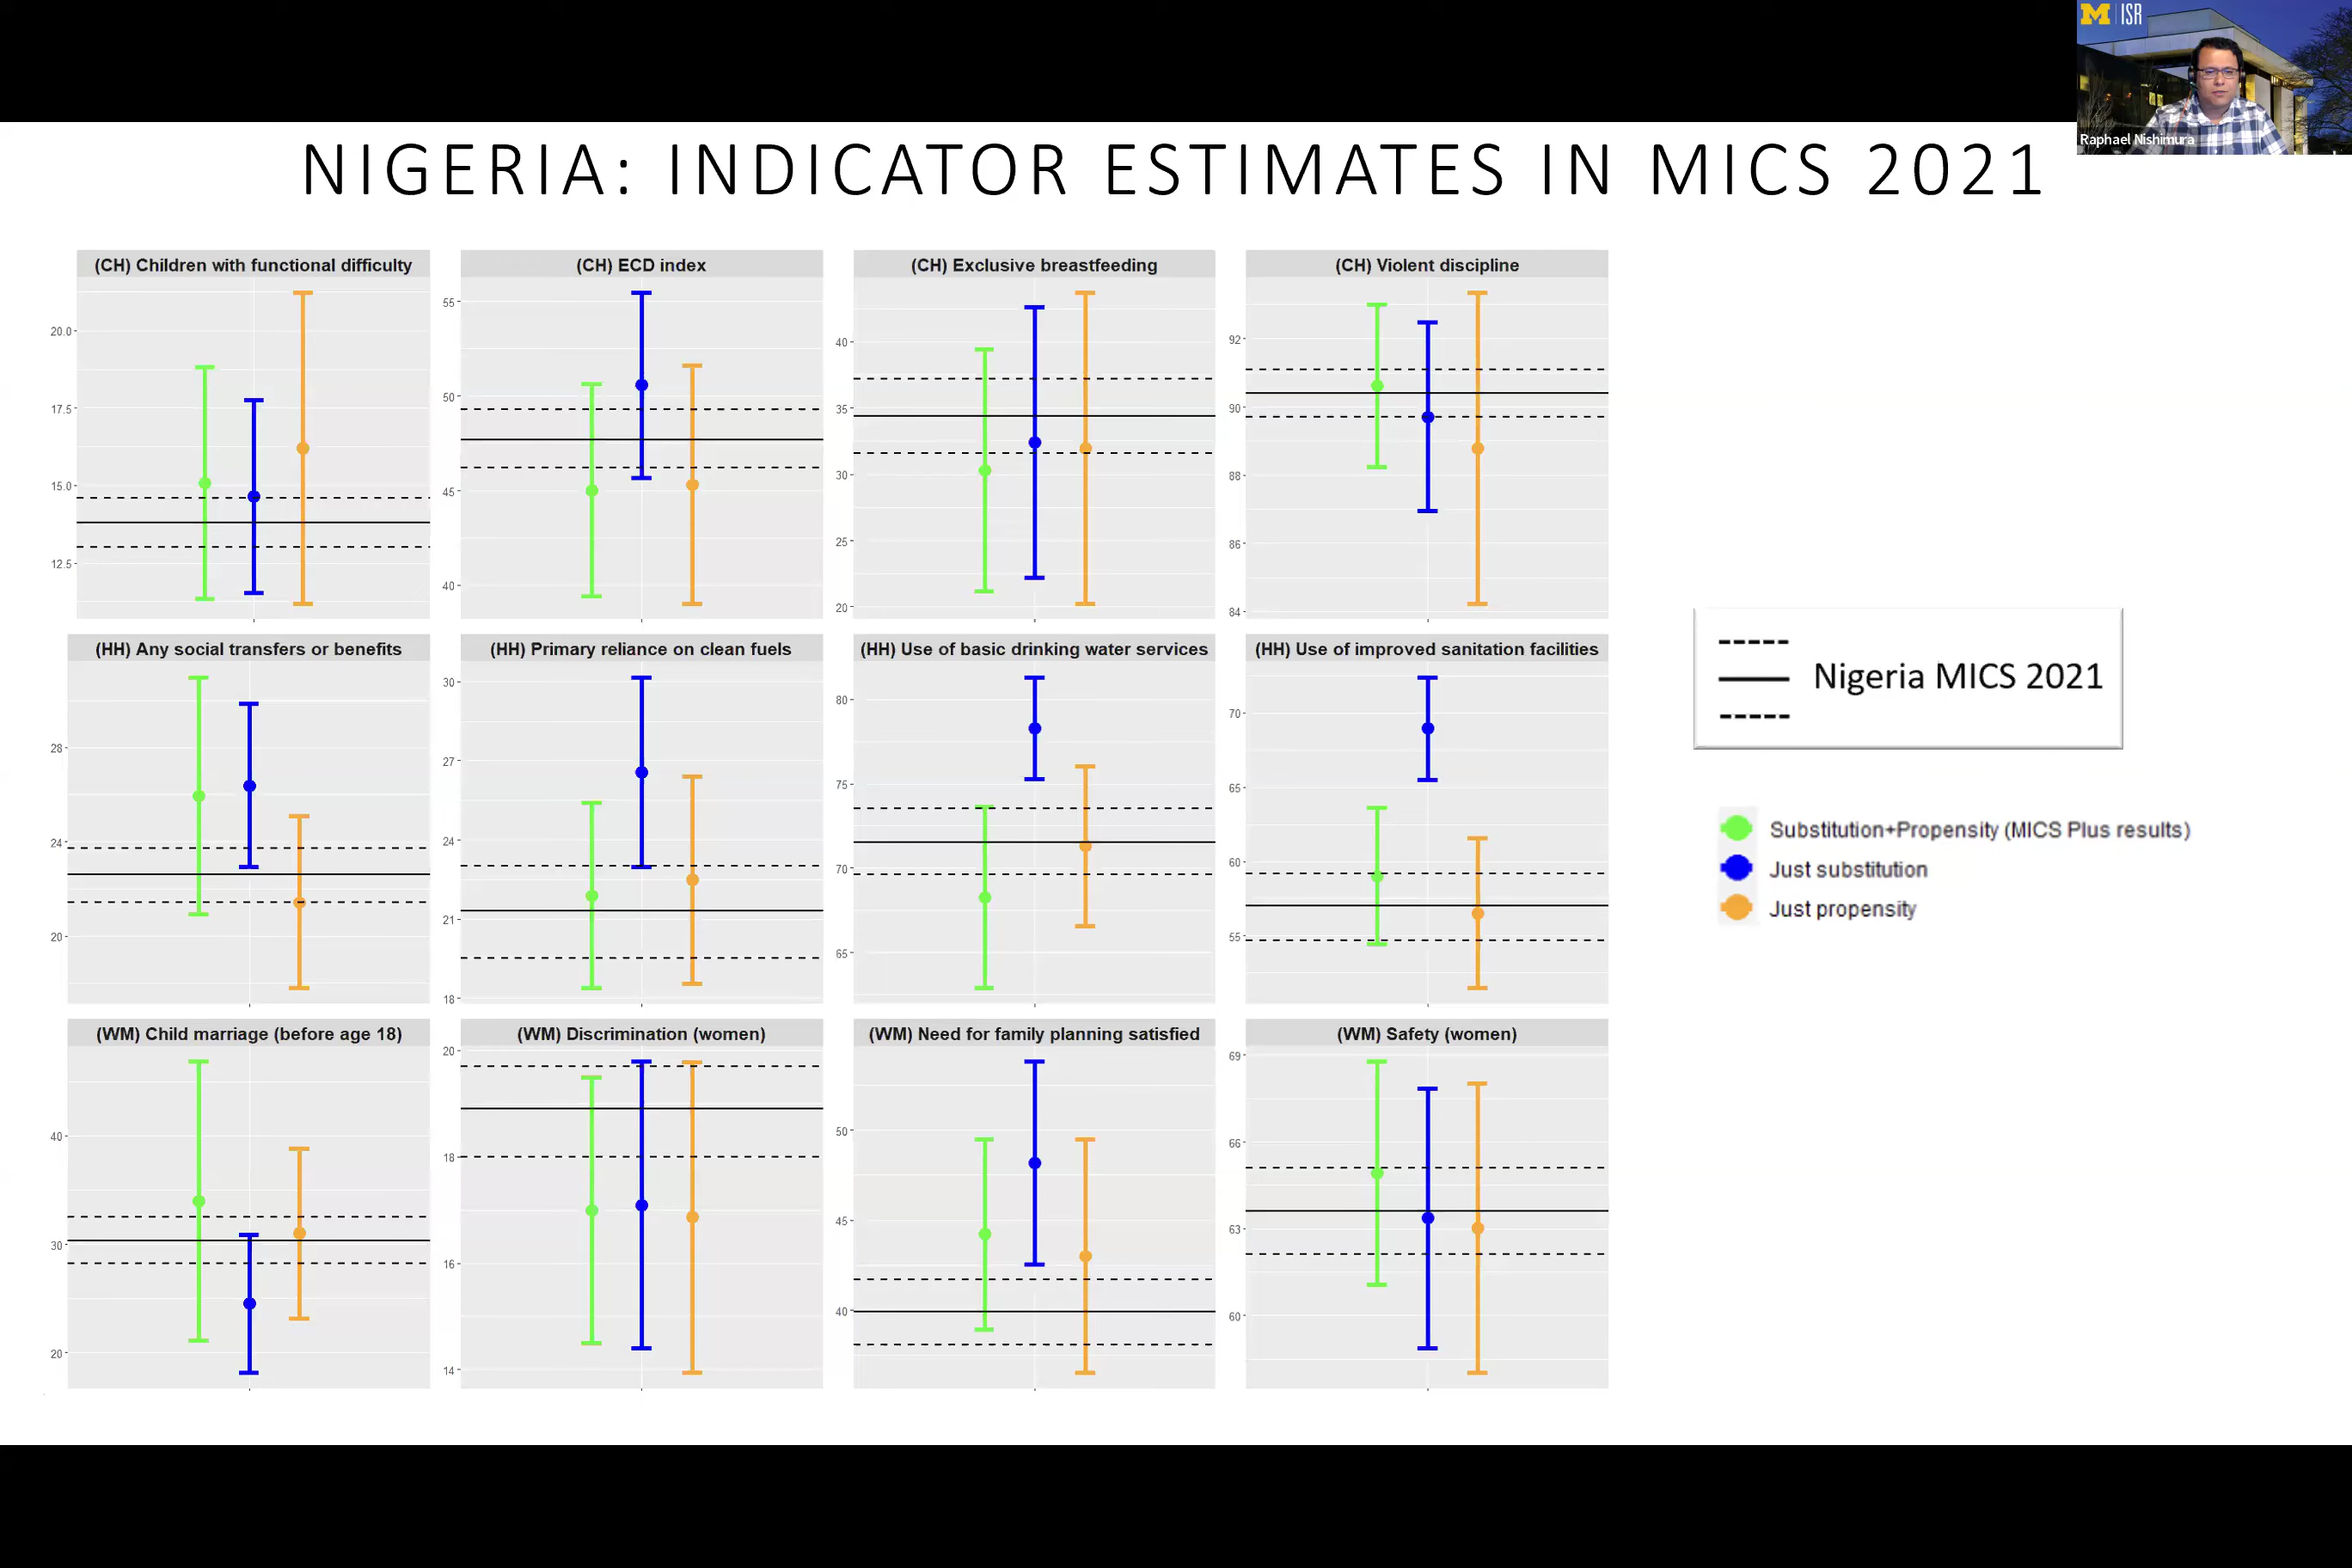 M | ISR
Raphael Nishimura
NIGERIA: INDICATOR ESTIMATES IN MICS 2021
(CH) Children with functional difficulty
20.0
17.5
15.0
12.5
(CH) ECD index
55
50
45
40
(CH) Exclusive breastfeeding
40
35
30
25
20
(CH) Violent discipline
92
90
88
86
84
(HH) Any social transfers or benefits
28
24
20
(HH) Primary reliance on clean fuels
30
27
24
21
18
(HH) Use of basic drinking water services
80
75
70
65
(HH) Use of improved sanitation facilities
70
65
60
55
(WM) Child marriage (before age 18)
40
30
20
(WM) Discrimination (women)
20
18
16
14
(WM) Need for family planning satisfied
50
45
40
(WM) Safety (women)
69
66
63
60
Nigeria MICS 2021
Substitution+Propensity (MICS Plus results)
Just substitution
Just propensity